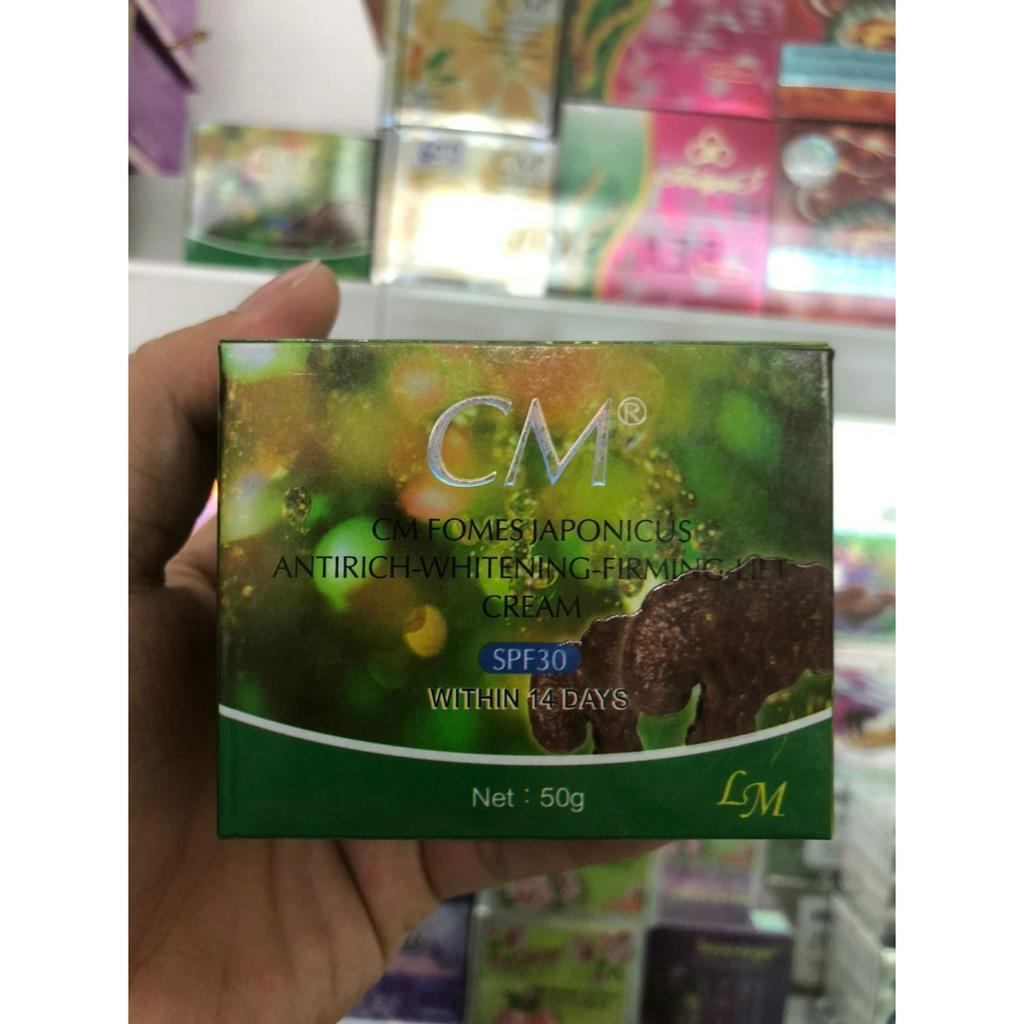 CM®
CM FOMES JAPONICUS
ANTIRICH-WHITENING-FIRMING-LIFT
CREAM
SPF30
WITHIN 14 DAYS
Net : 50g
LM